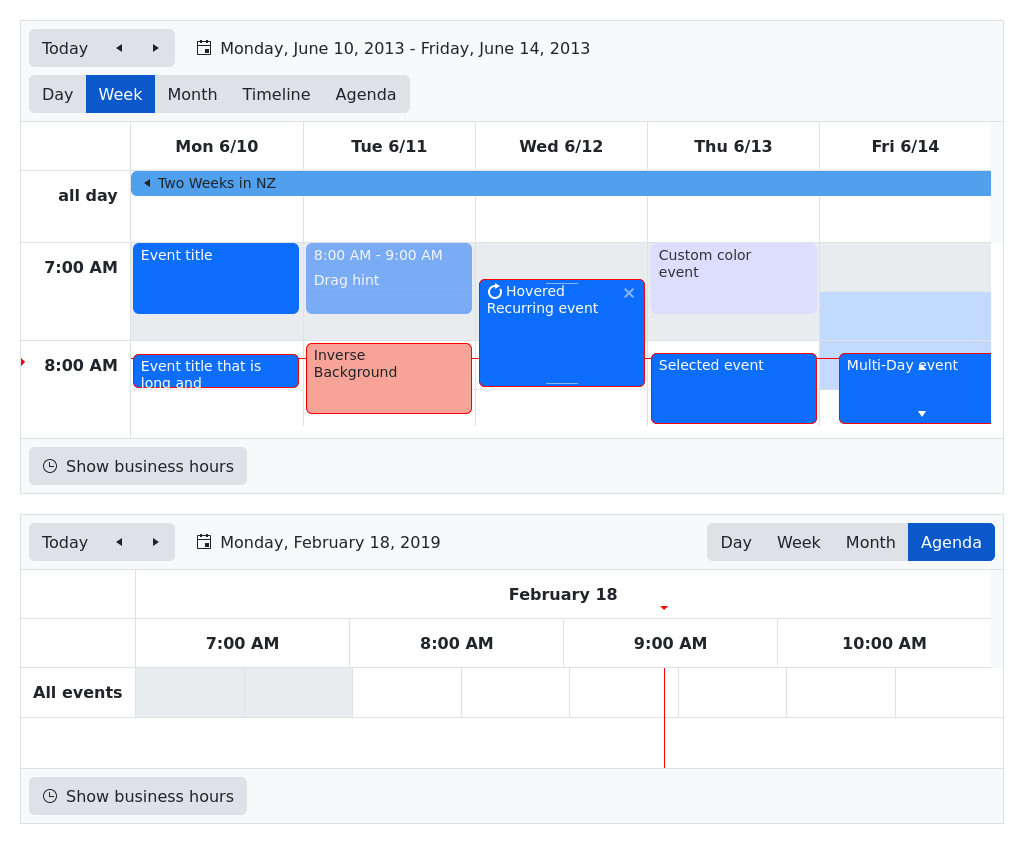 Today
Monday, June 10, 2013 - Friday, June 14, 2013
Day Week Month Timeline Agenda
Mon 6/10 Tue 6/11 Wed 6/12 Thu 6/13 Fri 6/14
all day
Two Weeks in NZ
7:00 AM
Event title
8:00 AM - 9:00 AM
Drag hint
Hovered
Recurring event
Custom color
event
8:00 AM
Event title that is
long and
Inverse
Background
Selected event
Multi-Day event
Show business hours
Today
Monday, February 18, 2019
Day Week Month Agenda
February 18
7:00 AM 8:00 AM 9:00 AM 10:00 AM
All events
Show business hours